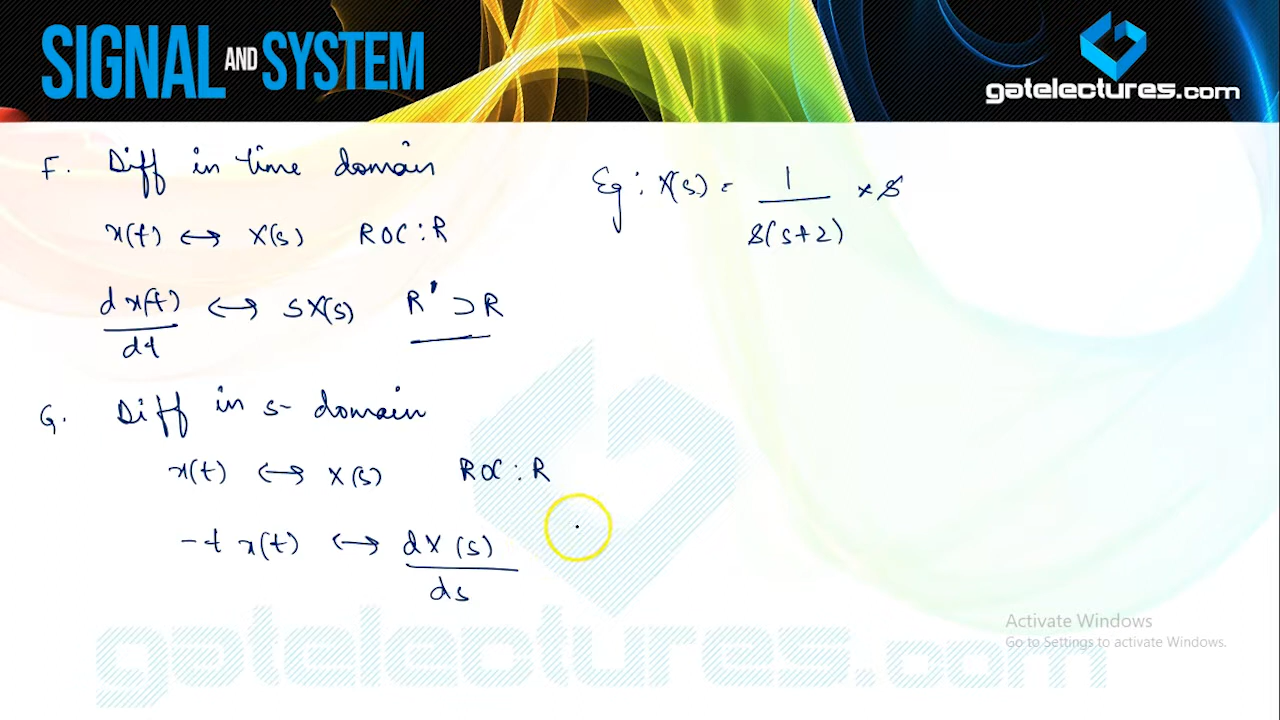 SIGNAL AND SYSTEM
gatelectures.com
F. Diff in time domain
x(t) ↔ X(s) ROC : R
dx(t)/dt ↔ sX(s) R' ⊃ R
Eg : X(s) = 1/s(s+2) × s
G. Diff in s- domain
x(t) ↔ X(s) ROC : R
-t x(t) ↔ dX(s)/ds
Activate Windows
Go to Settings to activate Windows.
gatelectures.com